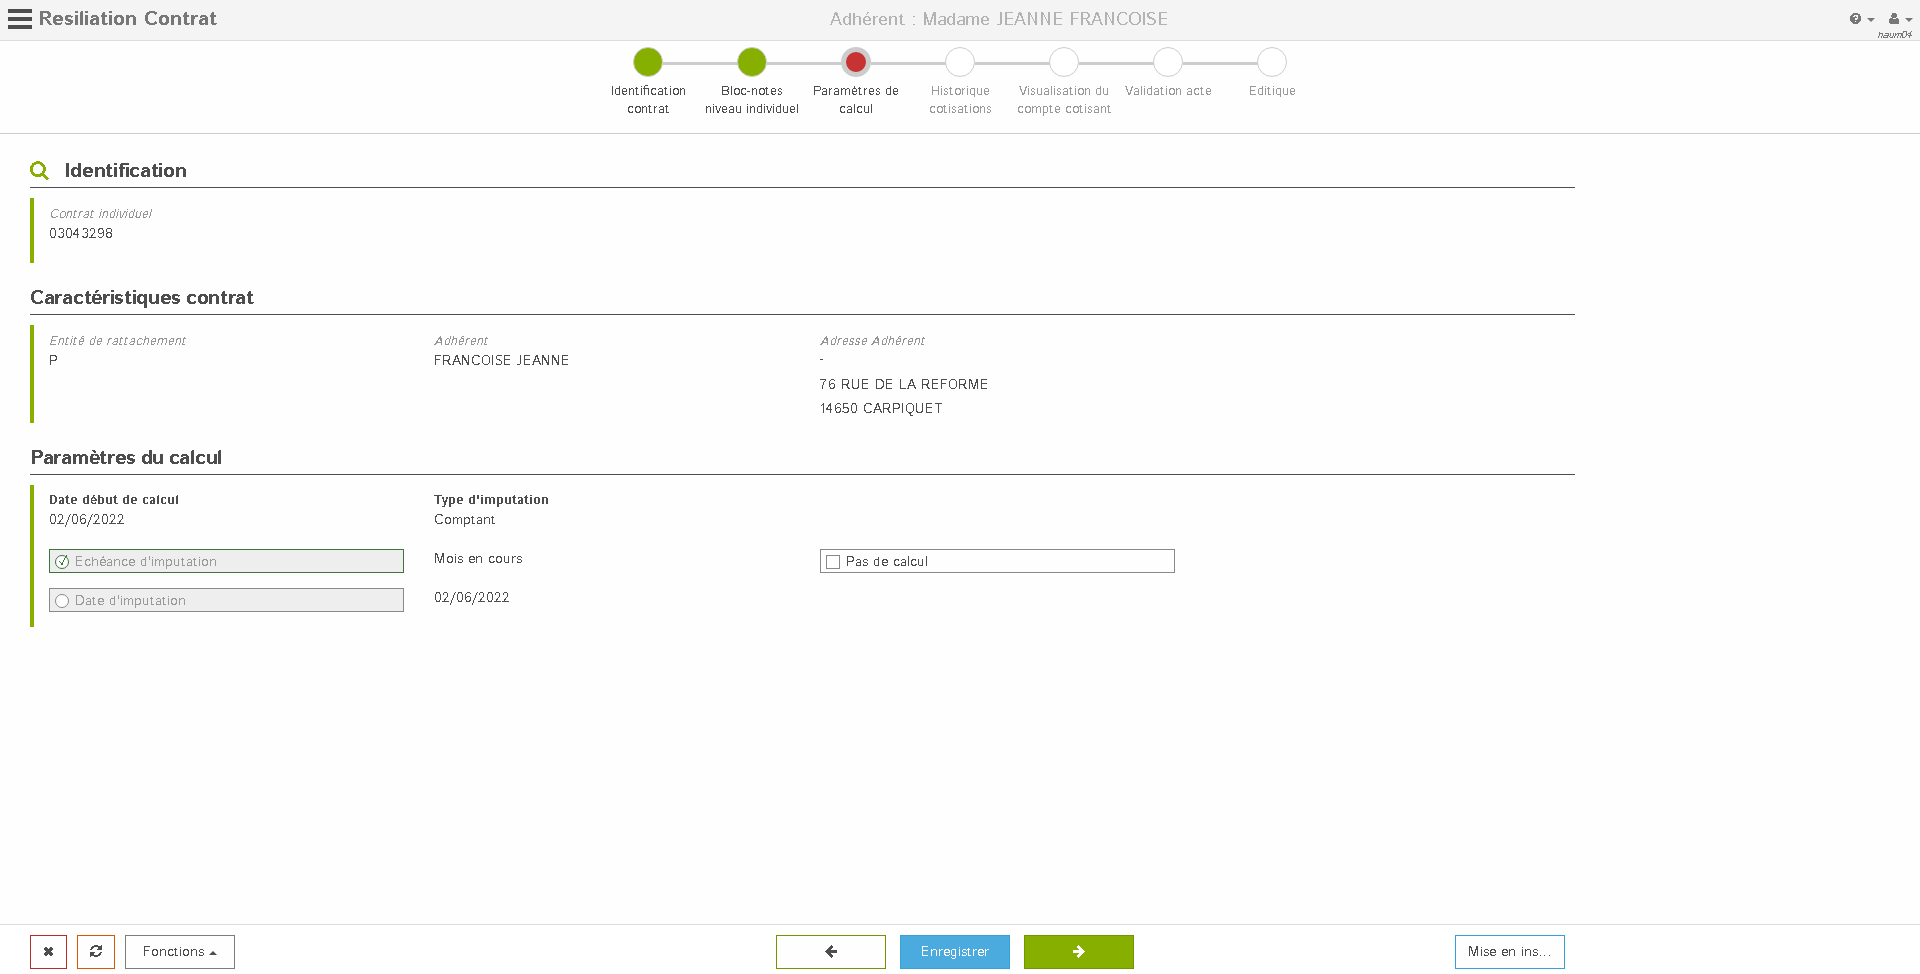 Resiliation Contrat
Adhérent : Madame JEANNE FRANCOISE
haum04
Identification contrat
Bloc-notes niveau individuel
Paramètres de calcul
Historique cotisations
Visualisation du compte cotisant
Validation acte
Editique
Identification
Contrat individuel
03043298
Caractéristiques contrat
Entité de rattachement
P
Adhérent
FRANCOISE JEANNE
Adresse Adhérent
-
76 RUE DE LA REFORME
14650 CARPIQUET
Paramètres du calcul
Date début de calcul
02/06/2022
Type d'imputation
Comptant
Echéance d'imputation
Mois en cours
Pas de calcul
Date d'imputation
02/06/2022
Fonctions
Enregistrer
Mise en ins...